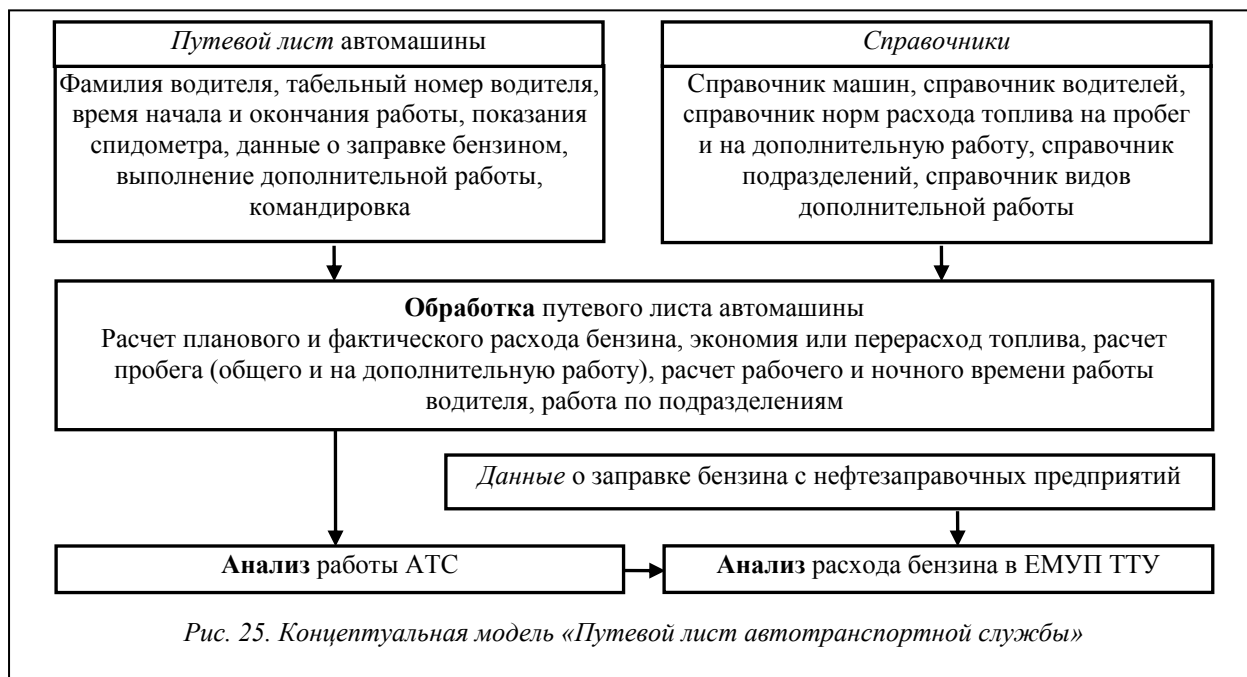 Путевой лист автомашины
Фамилия водителя, табельный номер водителя,
время начала и окончания работы, показания
спидометра, данные о заправке бензином,
выполнение дополнительной работы,
командировка
Справочники
Справочник машин, справочник водителей,
справочник норм расхода топлива на пробег
и на дополнительную работу, справочник
подразделений, справочник видов
дополнительной работы
Обработка путевого листа автомашины
Расчет планового и фактического расхода бензина, экономия или перерасход топлива, расчет
пробега (общего и на дополнительную работу), расчет рабочего и ночного времени работы
водителя, работа по подразделениям
Данные о заправке бензина с нефтезаправочных предприятий
Анализ работы АТС
Анализ расхода бензина в ЕМУП ТТУ
Рис. 25. Концептуальная модель «Путевой лист автотранспортной службы»